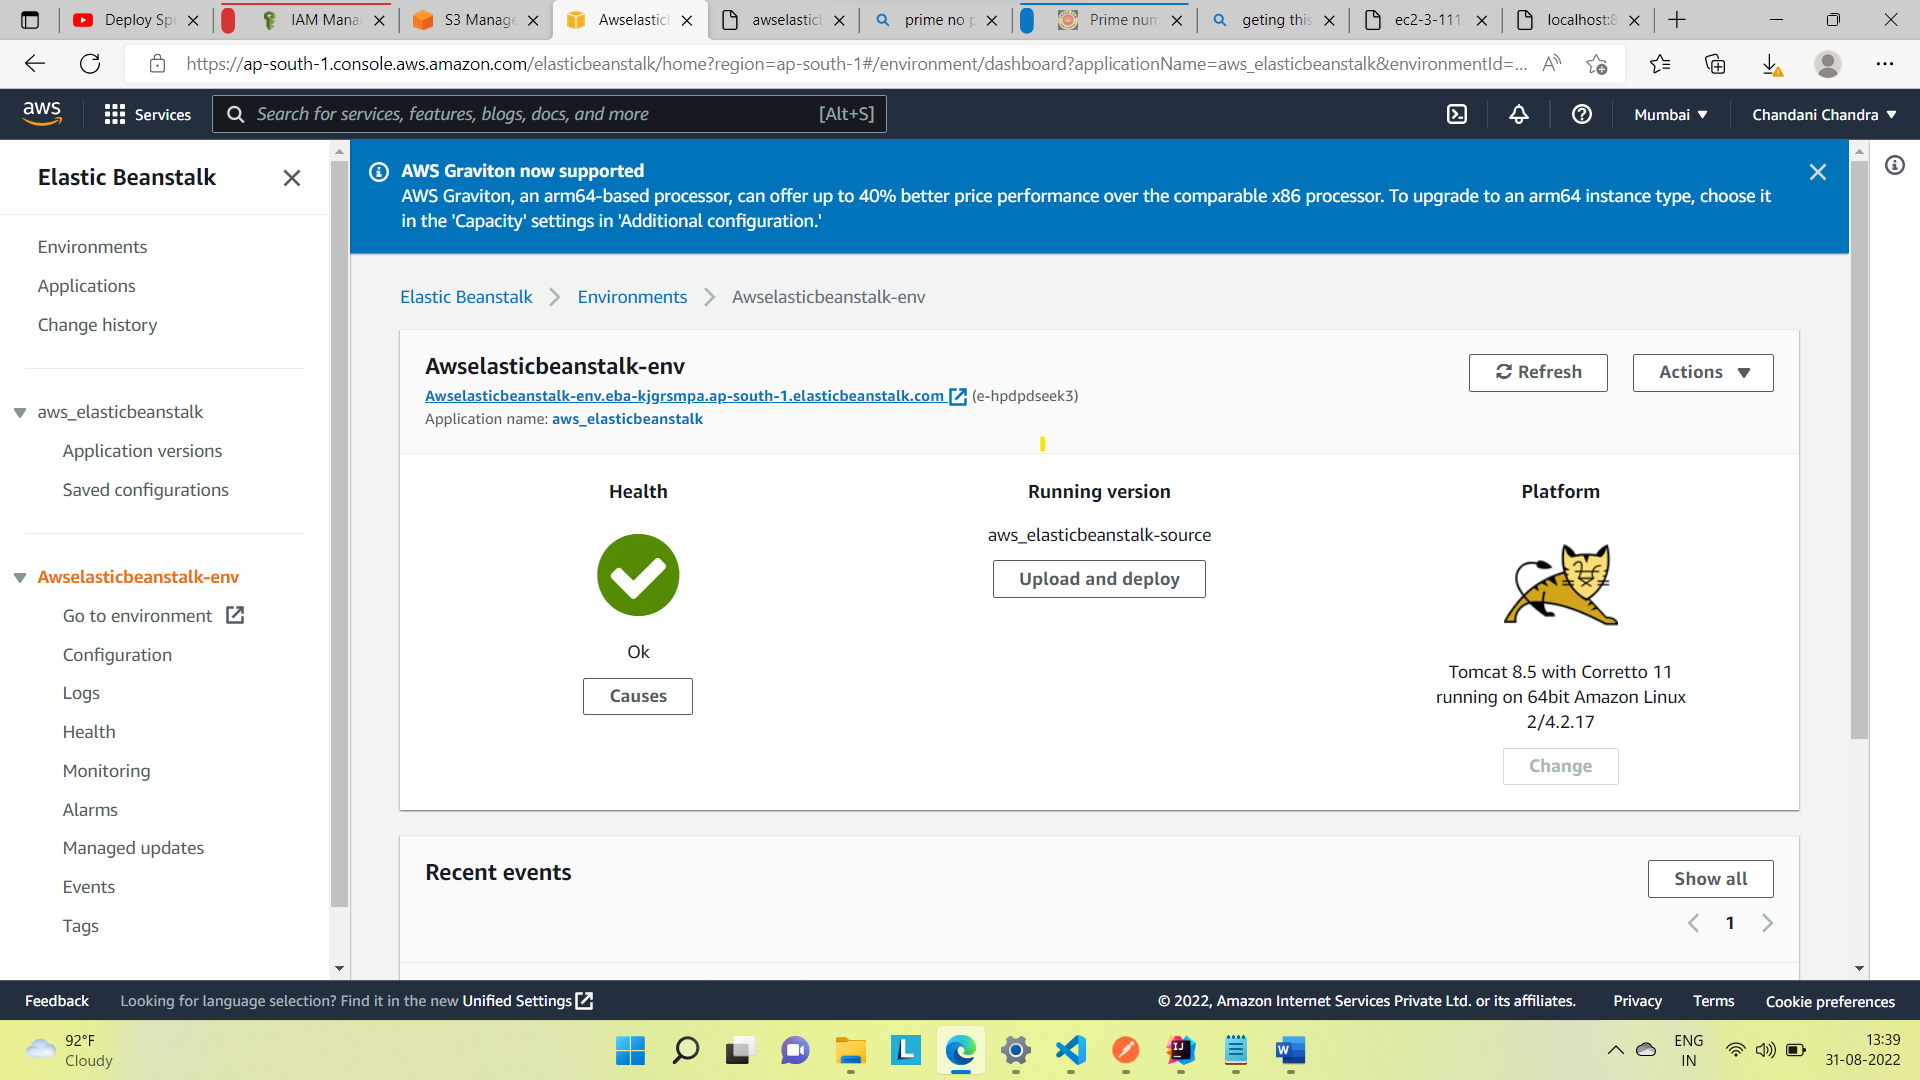 Deploy Spr
IAM Mana
S3 Manage
Awselastic
awselastic
prime no p
Prime num
geting this
ec2-3-111
localhost:8
https://ap-south-1.console.aws.amazon.com/elasticbeanstalk/home?region=ap-south-1#/environment/dashboard?applicationName=aws_elasticbeanstalk&environmentId=...
aws
Services
Search for services, features, blogs, docs, and more
[Alt+S]
Mumbai
Chandani Chandra
Elastic Beanstalk
Environments
Applications
Change history
aws_elasticbeanstalk
Application versions
Saved configurations
Awselasticbeanstalk-env
Go to environment
Configuration
Logs
Health
Monitoring
Alarms
Managed updates
Events
Tags
AWS Graviton now supported
AWS Graviton, an arm64-based processor, can offer up to 40% better price performance over the comparable x86 processor. To upgrade to an arm64 instance type, choose it
in the 'Capacity' settings in 'Additional configuration.'
Elastic Beanstalk
Environments
Awselasticbeanstalk-env
Awselasticbeanstalk-env
Awselasticbeanstalk-env.eba-kjgrsmpa.ap-south-1.elasticbeanstalk.com (e-hpdpdseek3)
Application name: aws_elasticbeanstalk
Refresh
Actions
Health
Ok
Causes
Running version
aws_elasticbeanstalk-source
Upload and deploy
Platform
Tomcat 8.5 with Corretto 11
running on 64bit Amazon Linux
2/4.2.17
Change
Recent events
Show all
1
Feedback
Looking for language selection? Find it in the new Unified Settings
© 2022, Amazon Internet Services Private Ltd. or its affiliates.
Privacy
Terms
Cookie preferences
92°F
Cloudy
ENG
IN
13:39
31-08-2022